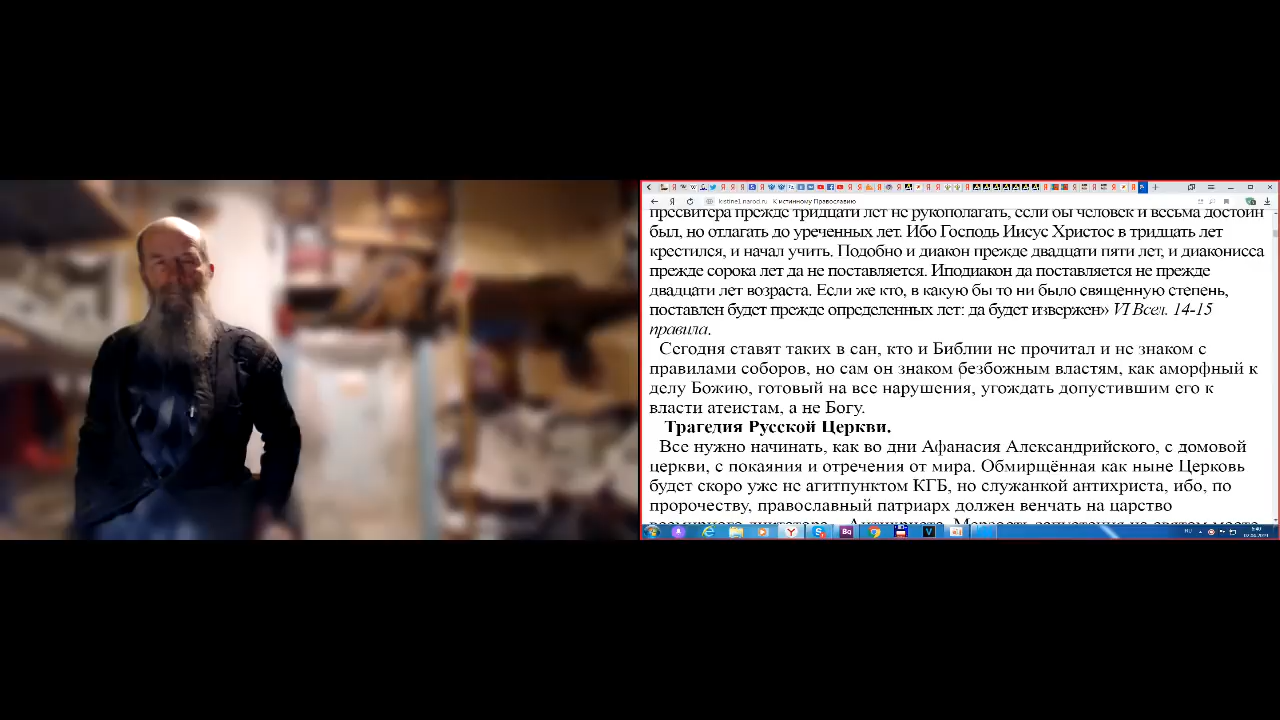 kistine1.narod.ru К истинному Православию
пресвитера прежде тридцати лет не рукополагать, если бы человек и весьма достоин
был, но отлагать до уреченных лет. Ибо Господь Иисус Христос в тридцать лет
крестился, и начал учить. Подобно и диакон прежде двадцати пяти лет, и диаконисса
прежде сорока лет да не поставляется. Иподиакон да поставляется не прежде
двадцати лет возраста. Если же кто, в какую бы то ни было священную степень,
поставлен будет прежде определенных лет: да будет извержен» VI Всел. 14-15
правила.
Сегодня ставят таких в сан, кто и Библии не прочитал и не знаком с
правилами соборов, но сам он знаком безбожным властям, как аморфный к
делу Божию, готовый на все нарушения, угождать допустившим его к
власти атеистам, а не Богу.
Трагедия Русской Церкви.
Все нужно начинать, как во дни Афанасия Александрийского, с домовой
церкви, с покаяния и отречения от мира. Обмирщённая как ныне Церковь
будет скоро уже не агитпунктом КГБ, но служанкой антихриста, ибо, по
пророчеству, православный патриарх должен венчать на царство